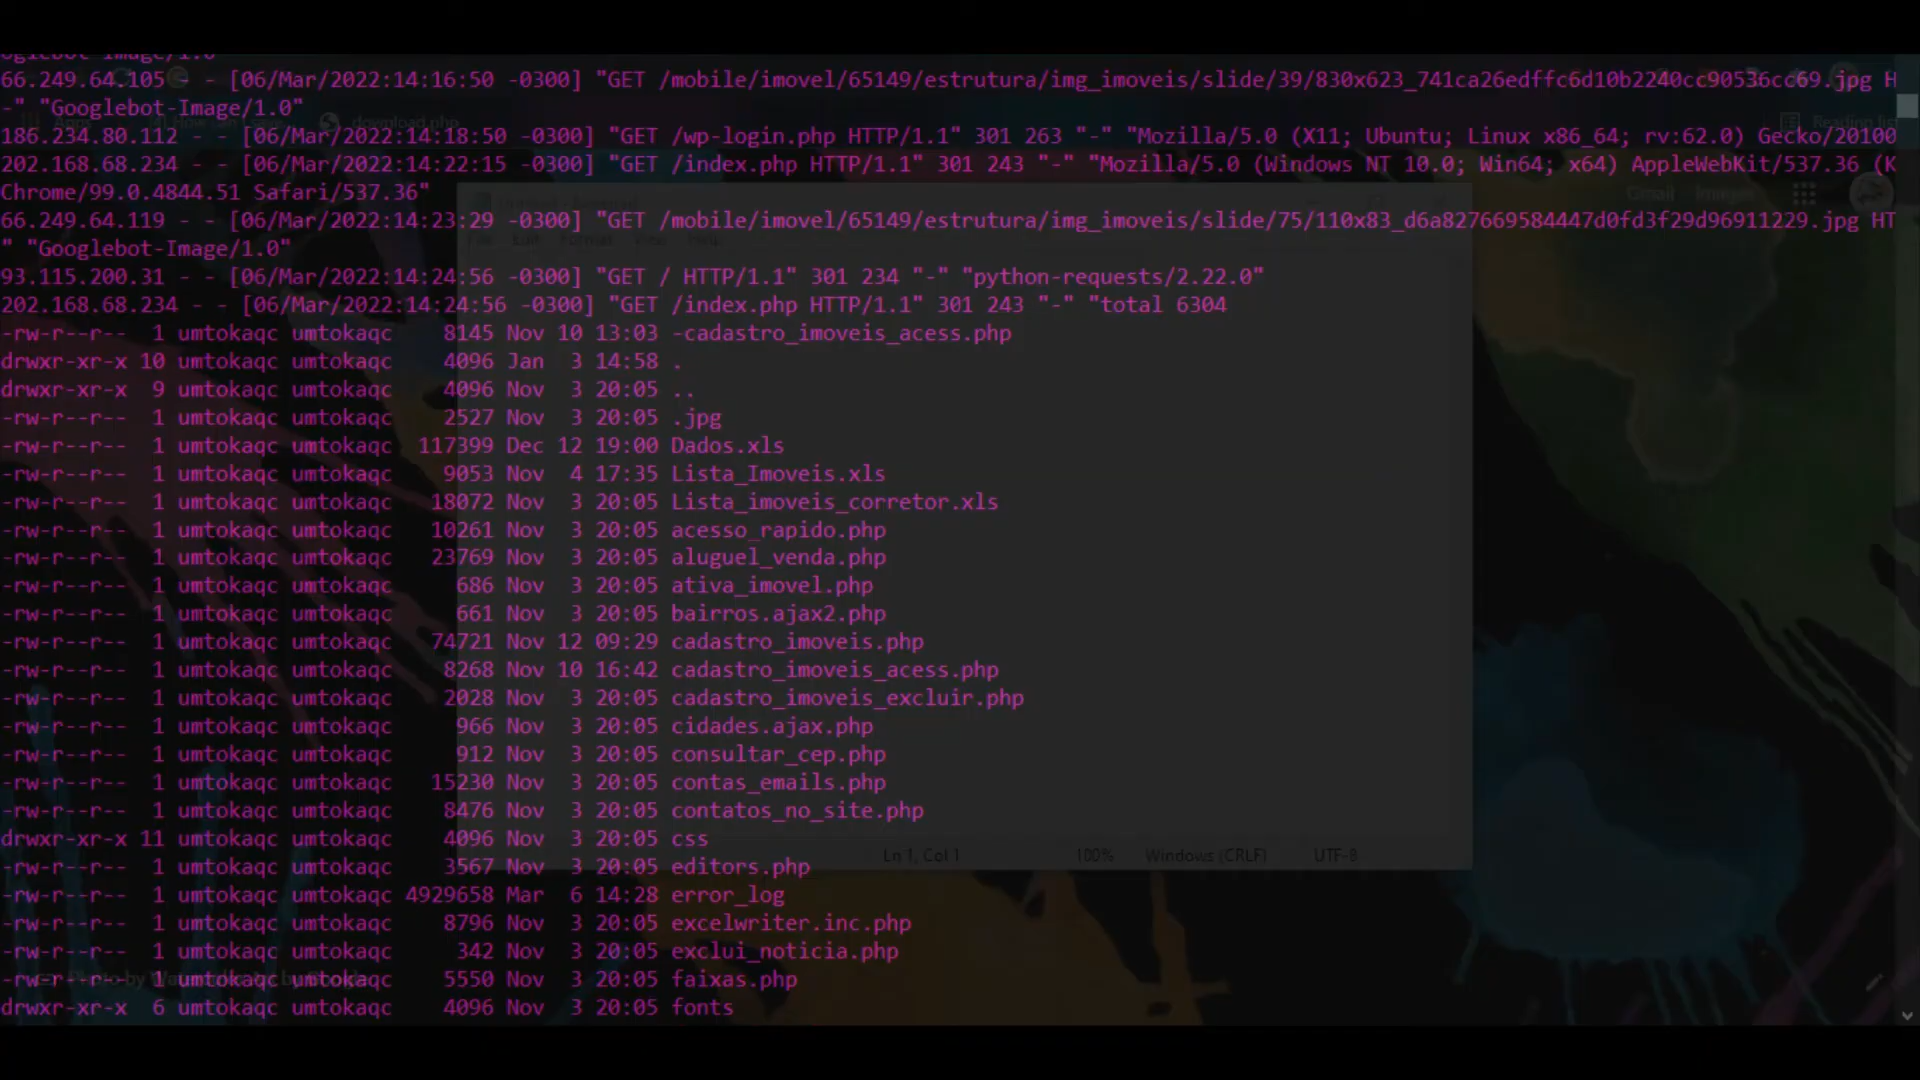 66.249.64.105 - - [06/Mar/2022:14:16:50 -0300] "GET /mobile/imovel/65149/estrutura/img_imoveis/slide/39/830x623_741ca26edffc6d10b2240cc90536cc69.jpg H
-" "Googlebot-Image/1.0"
186.234.80.112 - - [06/Mar/2022:14:18:50 -0300] "GET /wp-login.php HTTP/1.1" 301 263 "-" "Mozilla/5.0 (X11; Ubuntu; Linux x86_64; rv:62.0) Gecko/20100
202.168.68.234 - - [06/Mar/2022:14:22:15 -0300] "GET /index.php HTTP/1.1" 301 243 "-" "Mozilla/5.0 (Windows NT 10.0; Win64; x64) AppleWebKit/537.36 (K
Chrome/99.0.4844.51 Safari/537.36"
66.249.64.119 - - [06/Mar/2022:14:23:29 -0300] "GET /mobile/imovel/65149/estrutura/img_imoveis/slide/75/110x83_d6a827669584447d0fd3f29d96911229.jpg HT
" "Googlebot-Image/1.0"
93.115.200.31 - - [06/Mar/2022:14:24:56 -0300] "GET / HTTP/1.1" 301 234 "-" "python-requests/2.22.0"
202.168.68.234 - - [06/Mar/2022:14:24:56 -0300] "GET /index.php HTTP/1.1" 301 243 "-" "total 6304
-rw-r--r-- 1 umtokaqc umtokaqc 8145 Nov 10 13:03 -cadastro_imoveis_acess.php
drwxr-xr-x 10 umtokaqc umtokaqc 4096 Jan 3 14:58 .
drwxr-xr-x 9 umtokaqc umtokaqc 4096 Nov 3 20:05 ..
-rw-r--r-- 1 umtokaqc umtokaqc 2527 Nov 3 20:05 .jpg
-rw-r--r-- 1 umtokaqc umtokaqc 117399 Dec 12 19:00 Dados.xls
-rw-r--r-- 1 umtokaqc umtokaqc 9053 Nov 4 17:35 Lista_Imoveis.xls
-rw-r--r-- 1 umtokaqc umtokaqc 18072 Nov 3 20:05 Lista_imoveis_corretor.xls
-rw-r--r-- 1 umtokaqc umtokaqc 10261 Nov 3 20:05 acesso_rapido.php
-rw-r--r-- 1 umtokaqc umtokaqc 23769 Nov 3 20:05 aluguel_venda.php
-rw-r--r-- 1 umtokaqc umtokaqc 686 Nov 3 20:05 ativa_imovel.php
-rw-r--r-- 1 umtokaqc umtokaqc 661 Nov 3 20:05 bairros.ajax2.php
-rw-r--r-- 1 umtokaqc umtokaqc 74721 Nov 12 09:29 cadastro_imoveis.php
-rw-r--r-- 1 umtokaqc umtokaqc 8268 Nov 10 16:42 cadastro_imoveis_acess.php
-rw-r--r-- 1 umtokaqc umtokaqc 2028 Nov 3 20:05 cadastro_imoveis_excluir.php
-rw-r--r-- 1 umtokaqc umtokaqc 966 Nov 3 20:05 cidades.ajax.php
-rw-r--r-- 1 umtokaqc umtokaqc 912 Nov 3 20:05 consultar_cep.php
-rw-r--r-- 1 umtokaqc umtokaqc 15230 Nov 3 20:05 contas_emails.php
-rw-r--r-- 1 umtokaqc umtokaqc 8476 Nov 3 20:05 contatos_no_site.php
drwxr-xr-x 11 umtokaqc umtokaqc 4096 Nov 3 20:05 css
Ln 1, Col 1 100% Windows (CRLF) UTF-8
-rw-r--r-- 1 umtokaqc umtokaqc 3567 Nov 3 20:05 editors.php
-rw-r--r-- 1 umtokaqc umtokaqc 4929658 Mar 6 14:28 error_log
-rw-r--r-- 1 umtokaqc umtokaqc 8796 Nov 3 20:05 excelwriter.inc.php
-rw-r--r-- 1 umtokaqc umtokaqc 342 Nov 3 20:05 exclui_noticia.php
-rw-r--r-- 1 umtokaqc umtokaqc 5550 Nov 3 20:05 faixas.php
drwxr-xr-x 6 umtokaqc umtokaqc 4096 Nov 3 20:05 fonts